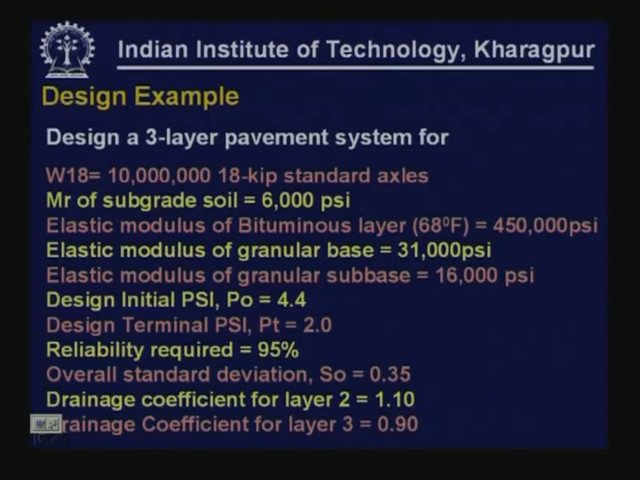 Indian Institute of Technology, Kharagpur
Design Example
Design a 3-layer pavement system for
W18= 10,000,000 18-kip standard axles
Mr of subgrade soil = 6,000 psi
Elastic modulus of Bituminous layer (68⁰F) = 450,000psi
Elastic modulus of granular base = 31,000psi
Elastic modulus of granular subbase = 16,000 psi
Design Initial PSI, Po = 4.4
Design Terminal PSI, Pt = 2.0
Reliability required = 95%
Overall standard deviation, So = 0.35
Drainage coefficient for layer 2 = 1.10
rainage Coefficient for layer 3 = 0.90